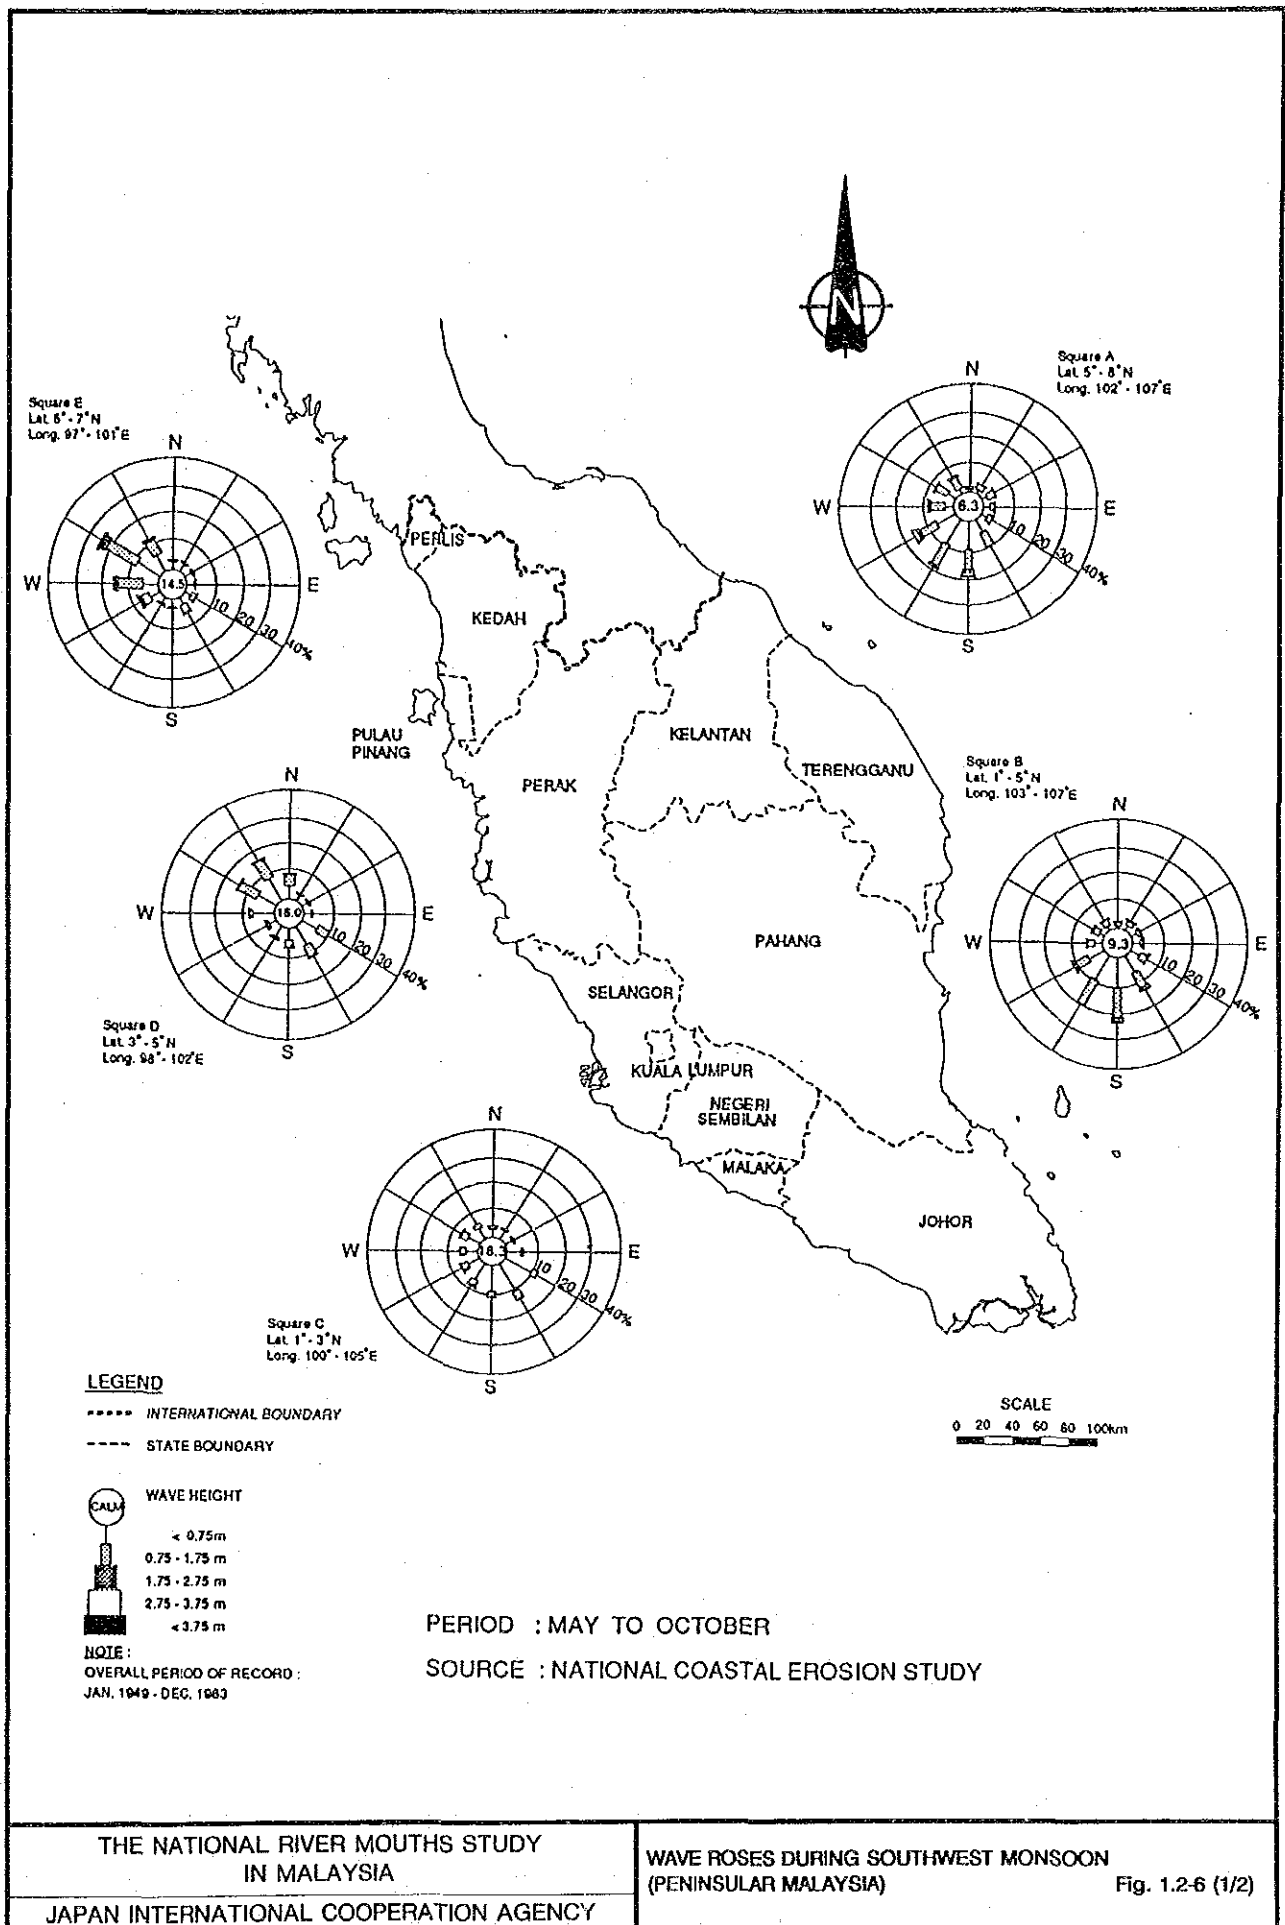 Square A
Lat. 5° - 8°N
Long. 102° - 107°E
N
W
E
S
6.3
10
20
30
40%
Square E
Lat. 6° - 7°N
Long. 97° - 101°E
N
W
E
S
14.5
10
20
30
40%
PERLIS
KEDAH
PULAU
PINANG
PERAK
KELANTAN
TERENGGANU
Square B
Lat. 1° - 5°N
Long. 103° - 107°E
N
W
E
S
9.3
10
20
30
40%
N
W
E
S
10
20
30
40%
Square D
Lat. 3° - 5°N
Long. 98° - 102°E
PAHANG
SELANGOR
KUALA LUMPUR
NEGERI
SEMBILAN
MALAKA
JOHOR
N
W
E
S
18.3
10
20
30
40%
Square C
Lat. 1° - 3°N
Long. 100° - 105°E
LEGEND
INTERNATIONAL BOUNDARY
STATE BOUNDARY
CALM
WAVE HEIGHT
< 0.75m
0.75 - 1.75 m
1.75 - 2.75 m
2.75 - 3.75 m
< 3.75 m
NOTE :
OVERALL PERIOD OF RECORD :
JAN. 1949 - DEC. 1983
SCALE
0 20 40 60 80 100km
PERIOD : MAY TO OCTOBER
SOURCE : NATIONAL COASTAL EROSION STUDY
THE NATIONAL RIVER MOUTHS STUDY
IN MALAYSIA
JAPAN INTERNATIONAL COOPERATION AGENCY
WAVE ROSES DURING SOUTHWEST MONSOON
(PENINSULAR MALAYSIA)
Fig. 1.2-6 (1/2)